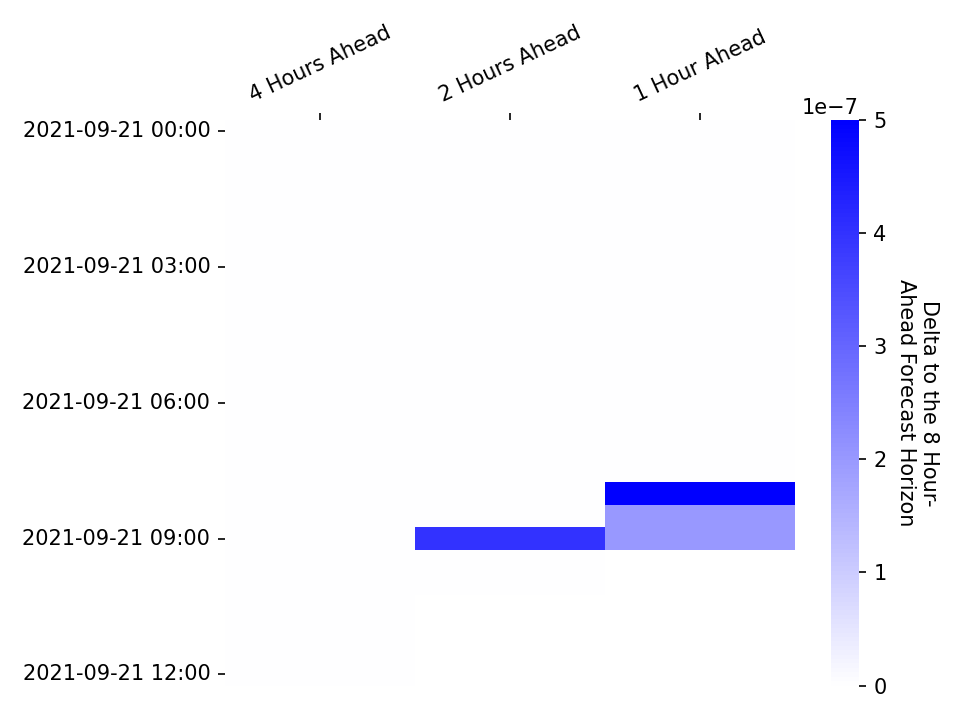 4 Hours Ahead
2 Hours Ahead
1 Hour Ahead
1e−7
2021-09-21 00:00
2021-09-21 03:00
2021-09-21 06:00
2021-09-21 09:00
2021-09-21 12:00
5
4
3
2
1
0
Delta to the 8 Hour-
Ahead Forecast Horizon